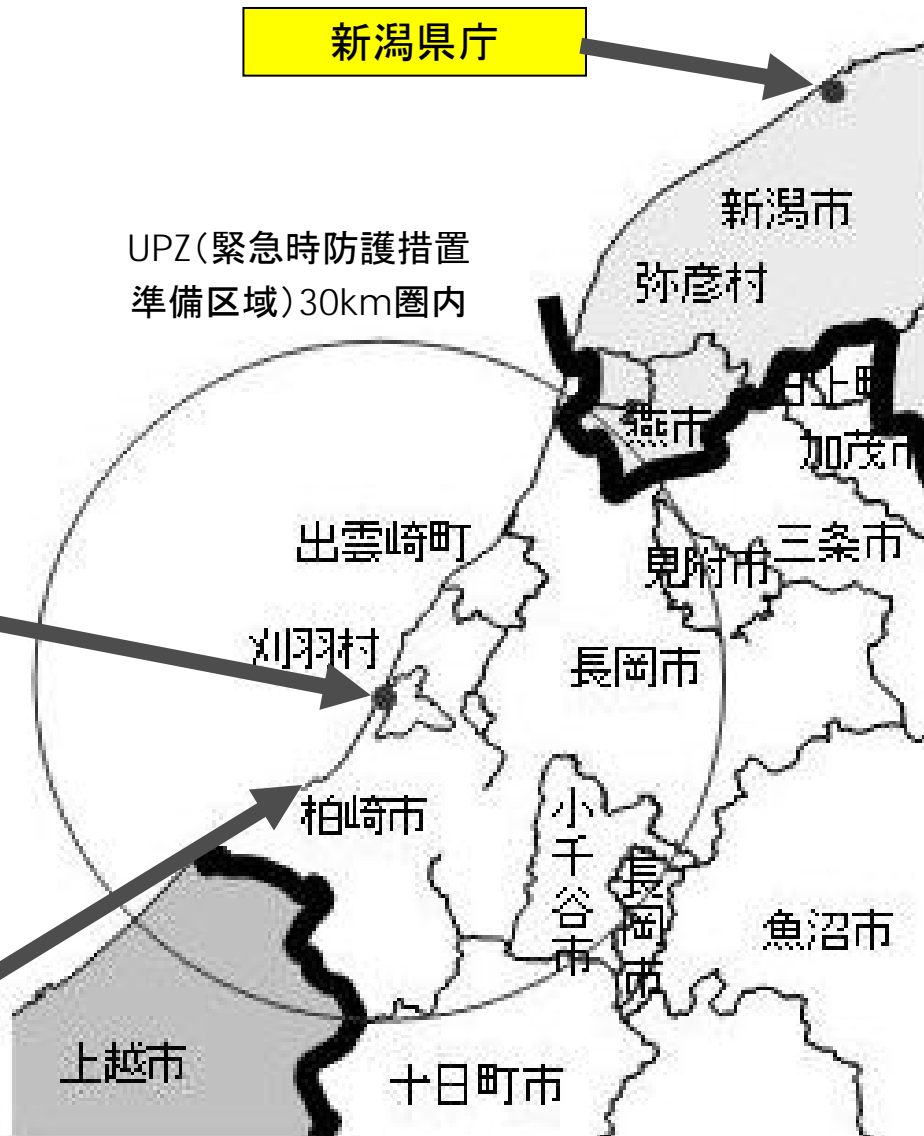 新潟県庁
新潟市
UPZ(緊急時防護措置
準備区域)30km圏内
弥彦村
田上町
燕市
加茂市
出雲崎町
見附市
三条市
刈羽村
長岡市
柏崎市
小千谷市
長岡市
魚沼市
上越市
十日町市